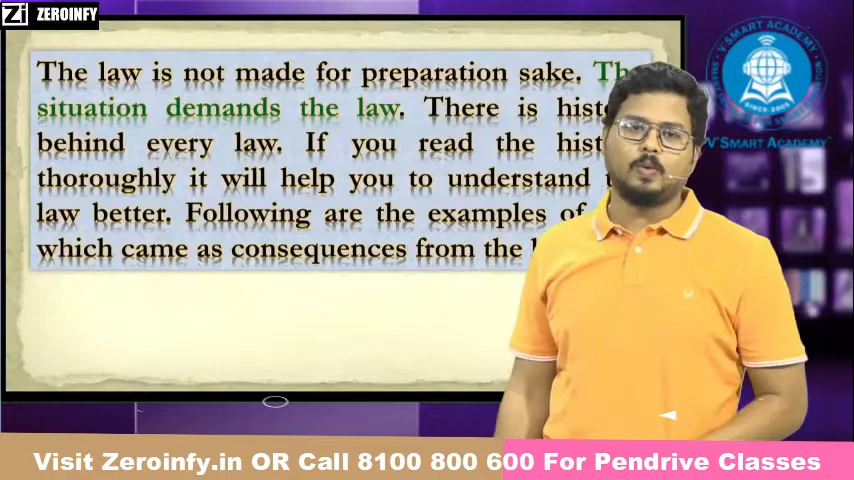 Zi ZEROINFY
The law is not made for preparation sake. Th
situation demands the law. There is histo
behind every law. If you read the hist
thoroughly it will help you to understand t
law better. Following are the examples of
which came as consequences from the l
V'SMART ACADEMY
SINCE 2005
V'SMART ACADEMY
Visit Zeroinfy.in OR Call 8100 800 600 For Pendrive Classes